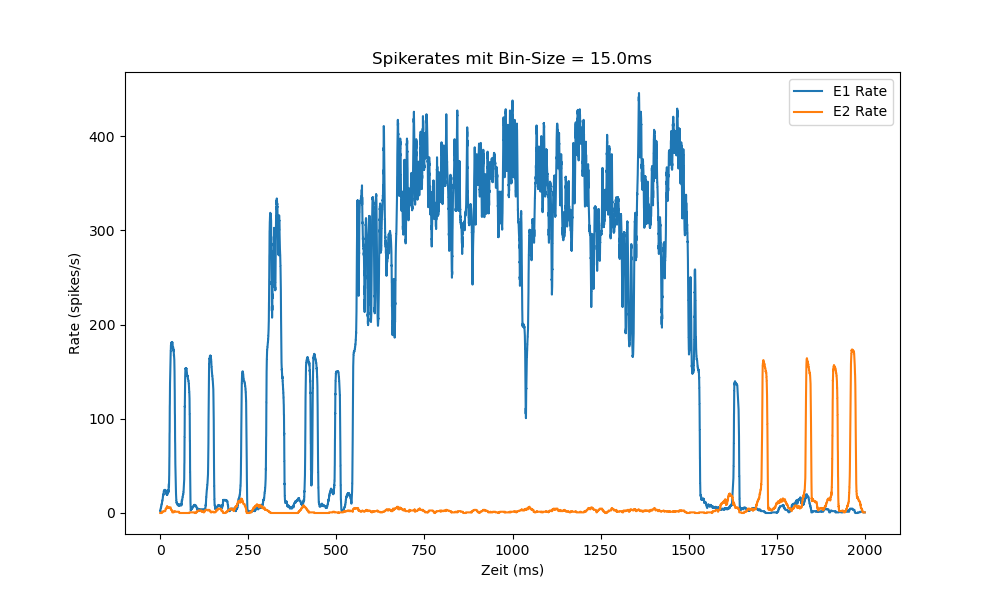 Spikerates mit Bin-Size = 15.0ms
E1 Rate
E2 Rate
400
300
200
100
0
Rate (spikes/s)
0 250 500 750 1000 1250 1500 1750 2000
Zeit (ms)